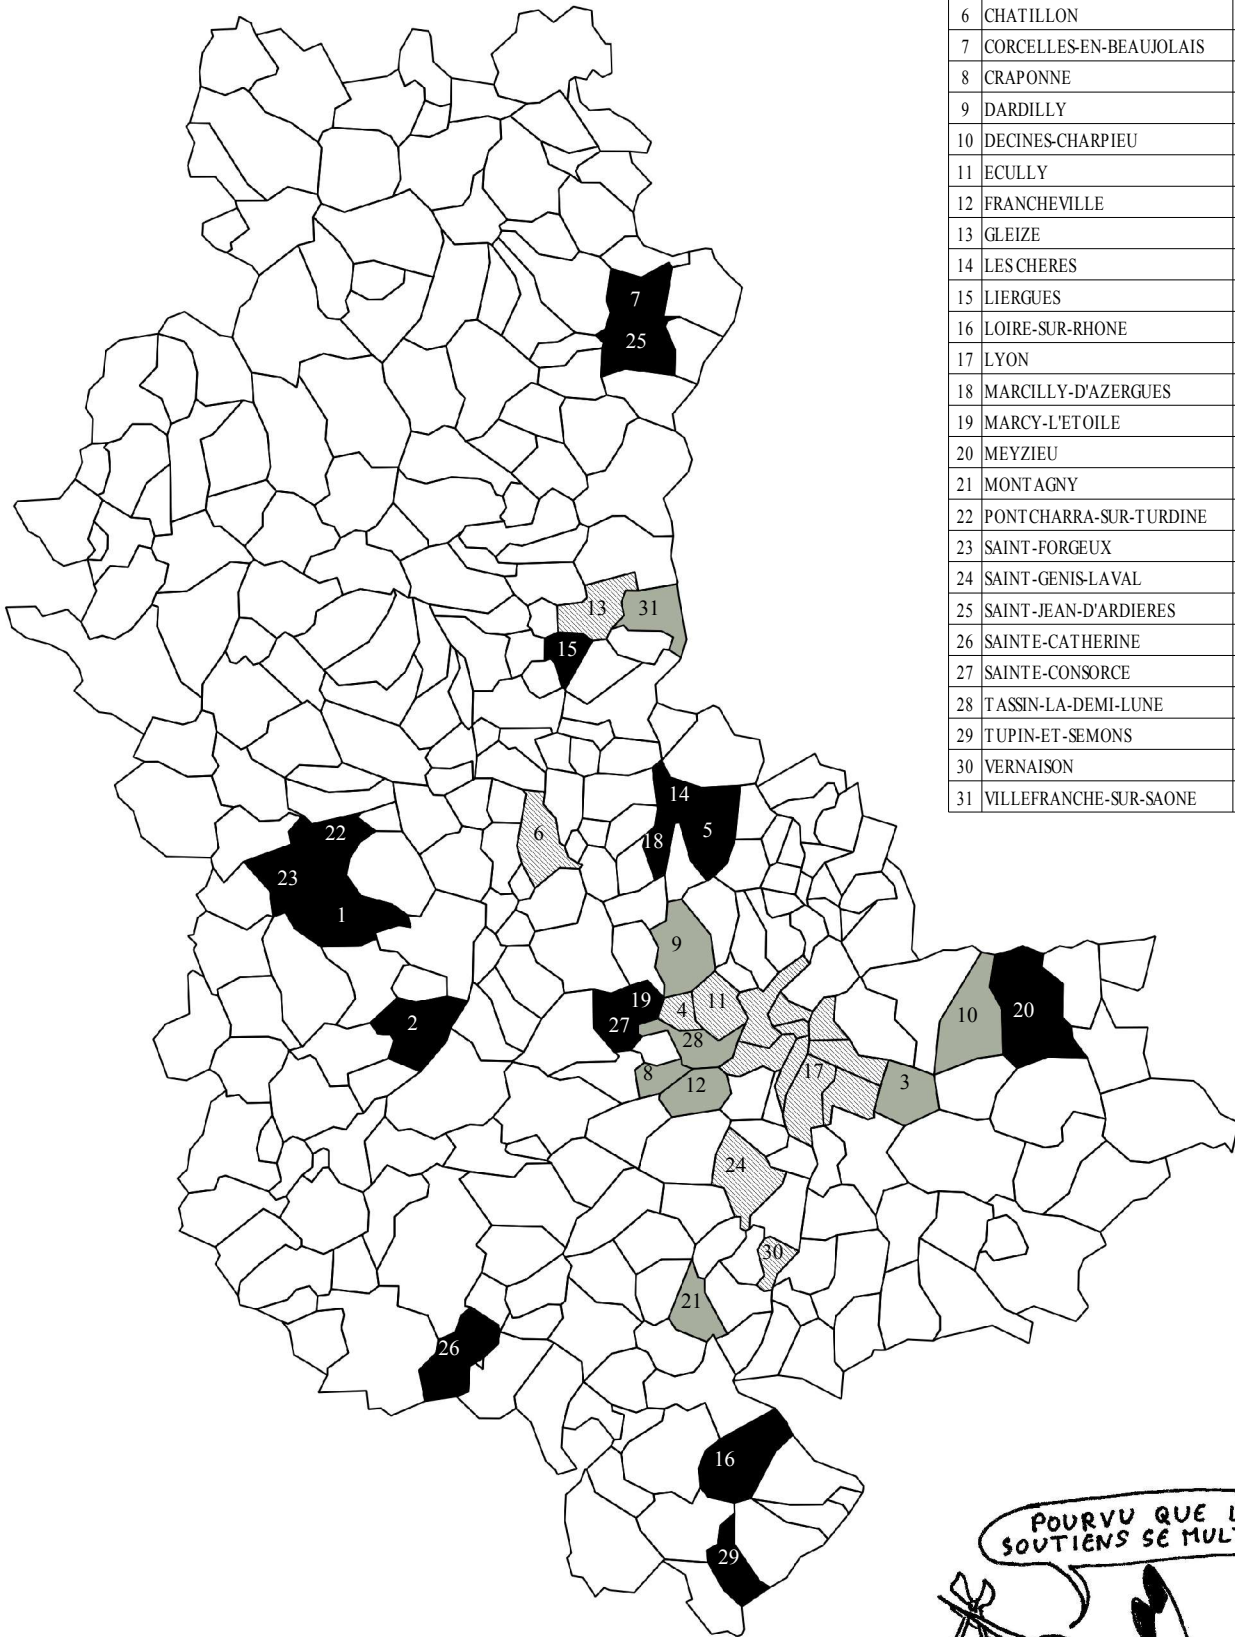 6 CHATILLON
7 CORCELLES-EN-BEAUJOLAIS
8 CRAPONNE
9 DARDILLY
10 DECINES-CHARPIEU
11 ECULLY
12 FRANCHEVILLE
13 GLEIZE
14 LES CHERES
15 LIERGUES
16 LOIRE-SUR-RHONE
17 LYON
18 MARCILLY-D'AZERGUES
19 MARCY-L'ETOILE
20 MEYZIEU
21 MONTAGNY
22 PONTCHARRA-SUR-TURDINE
23 SAINT-FORGEUX
24 SAINT-GENIS-LAVAL
25 SAINT-JEAN-D'ARDIERES
26 SAINTE-CATHERINE
27 SAINTE-CONSORCE
28 TASSIN-LA-DEMI-LUNE
29 TUPIN-ET-SEMONS
30 VERNAISON
31 VILLEFRANCHE-SUR-SAONE
7
25
13
31
15
14
6
18
5
22
23
1
9
19
4
11
2
27
28
10
20
8
12
17
3
24
30
21
26
16
29
POURVU QUE
SOUTIENS SE